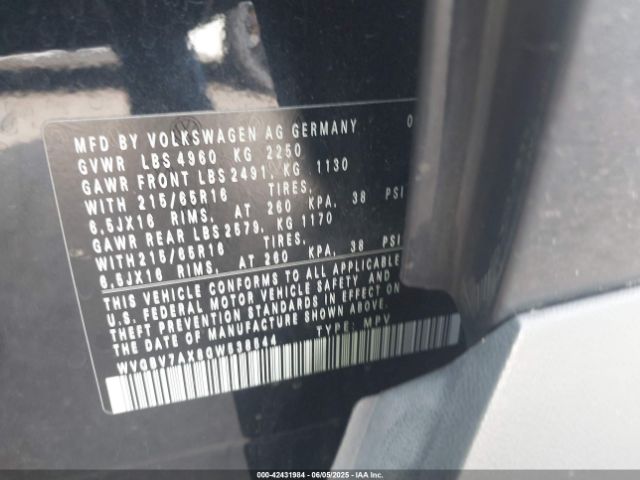 MFD BY VOLKSWAGEN AG GERMANY 0
GVWR LBS 4960 KG 2250
GAWR FRONT LBS 2491, KG 1130
WITH 215/65R16 TIRES,
6.5JX16 RIMS, AT 260 KPA, 38 PSI
GAWR REAR LBS 2579, KG 1170
WITH 215/65R16 TIRES,
6.5JX16 RIMS, AT 260 KPA, 38 PSI
THIS VEHICLE CONFORMS TO ALL APPLICABLE
U.S. FEDERAL MOTOR VEHICLE SAFETY AND
THEFT PREVENTION STANDARDS IN EFFECT ON
THE DATE OF MANUFACTURE SHOWN ABOVE.
TYPE: MPV
000-42431984 - 06/05/2025 - IAA Inc.